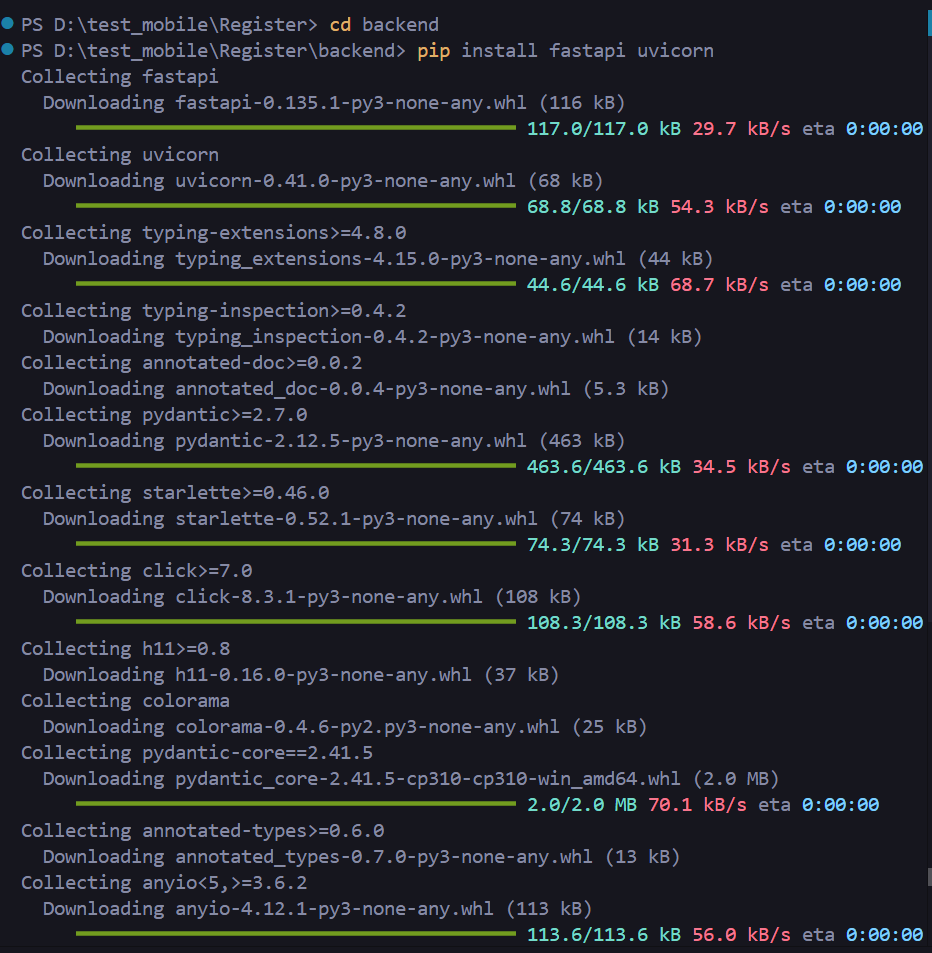 PS D:\test_mobile\Register> cd backend
PS D:\test_mobile\Register\backend> pip install fastapi uvicorn
Collecting fastapi
  Downloading fastapi-0.135.1-py3-none-any.whl (116 kB)
117.0/117.0 kB 29.7 kB/s eta 0:00:00
Collecting uvicorn
  Downloading uvicorn-0.41.0-py3-none-any.whl (68 kB)
68.8/68.8 kB 54.3 kB/s eta 0:00:00
Collecting typing-extensions>=4.8.0
  Downloading typing_extensions-4.15.0-py3-none-any.whl (44 kB)
44.6/44.6 kB 68.7 kB/s eta 0:00:00
Collecting typing-inspection>=0.4.2
  Downloading typing_inspection-0.4.2-py3-none-any.whl (14 kB)
Collecting annotated-doc>=0.0.2
  Downloading annotated_doc-0.0.4-py3-none-any.whl (5.3 kB)
Collecting pydantic>=2.7.0
  Downloading pydantic-2.12.5-py3-none-any.whl (463 kB)
463.6/463.6 kB 34.5 kB/s eta 0:00:00
Collecting starlette>=0.46.0
  Downloading starlette-0.52.1-py3-none-any.whl (74 kB)
74.3/74.3 kB 31.3 kB/s eta 0:00:00
Collecting click>=7.0
  Downloading click-8.3.1-py3-none-any.whl (108 kB)
108.3/108.3 kB 58.6 kB/s eta 0:00:00
Collecting h11>=0.8
  Downloading h11-0.16.0-py3-none-any.whl (37 kB)
Collecting colorama
  Downloading colorama-0.4.6-py2.py3-none-any.whl (25 kB)
Collecting pydantic-core==2.41.5
  Downloading pydantic_core-2.41.5-cp310-cp310-win_amd64.whl (2.0 MB)
2.0/2.0 MB 70.1 kB/s eta 0:00:00
Collecting annotated-types>=0.6.0
  Downloading annotated_types-0.7.0-py3-none-any.whl (13 kB)
Collecting anyio<5,>=3.6.2
  Downloading anyio-4.12.1-py3-none-any.whl (113 kB)
113.6/113.6 kB 56.0 kB/s eta 0:00:00